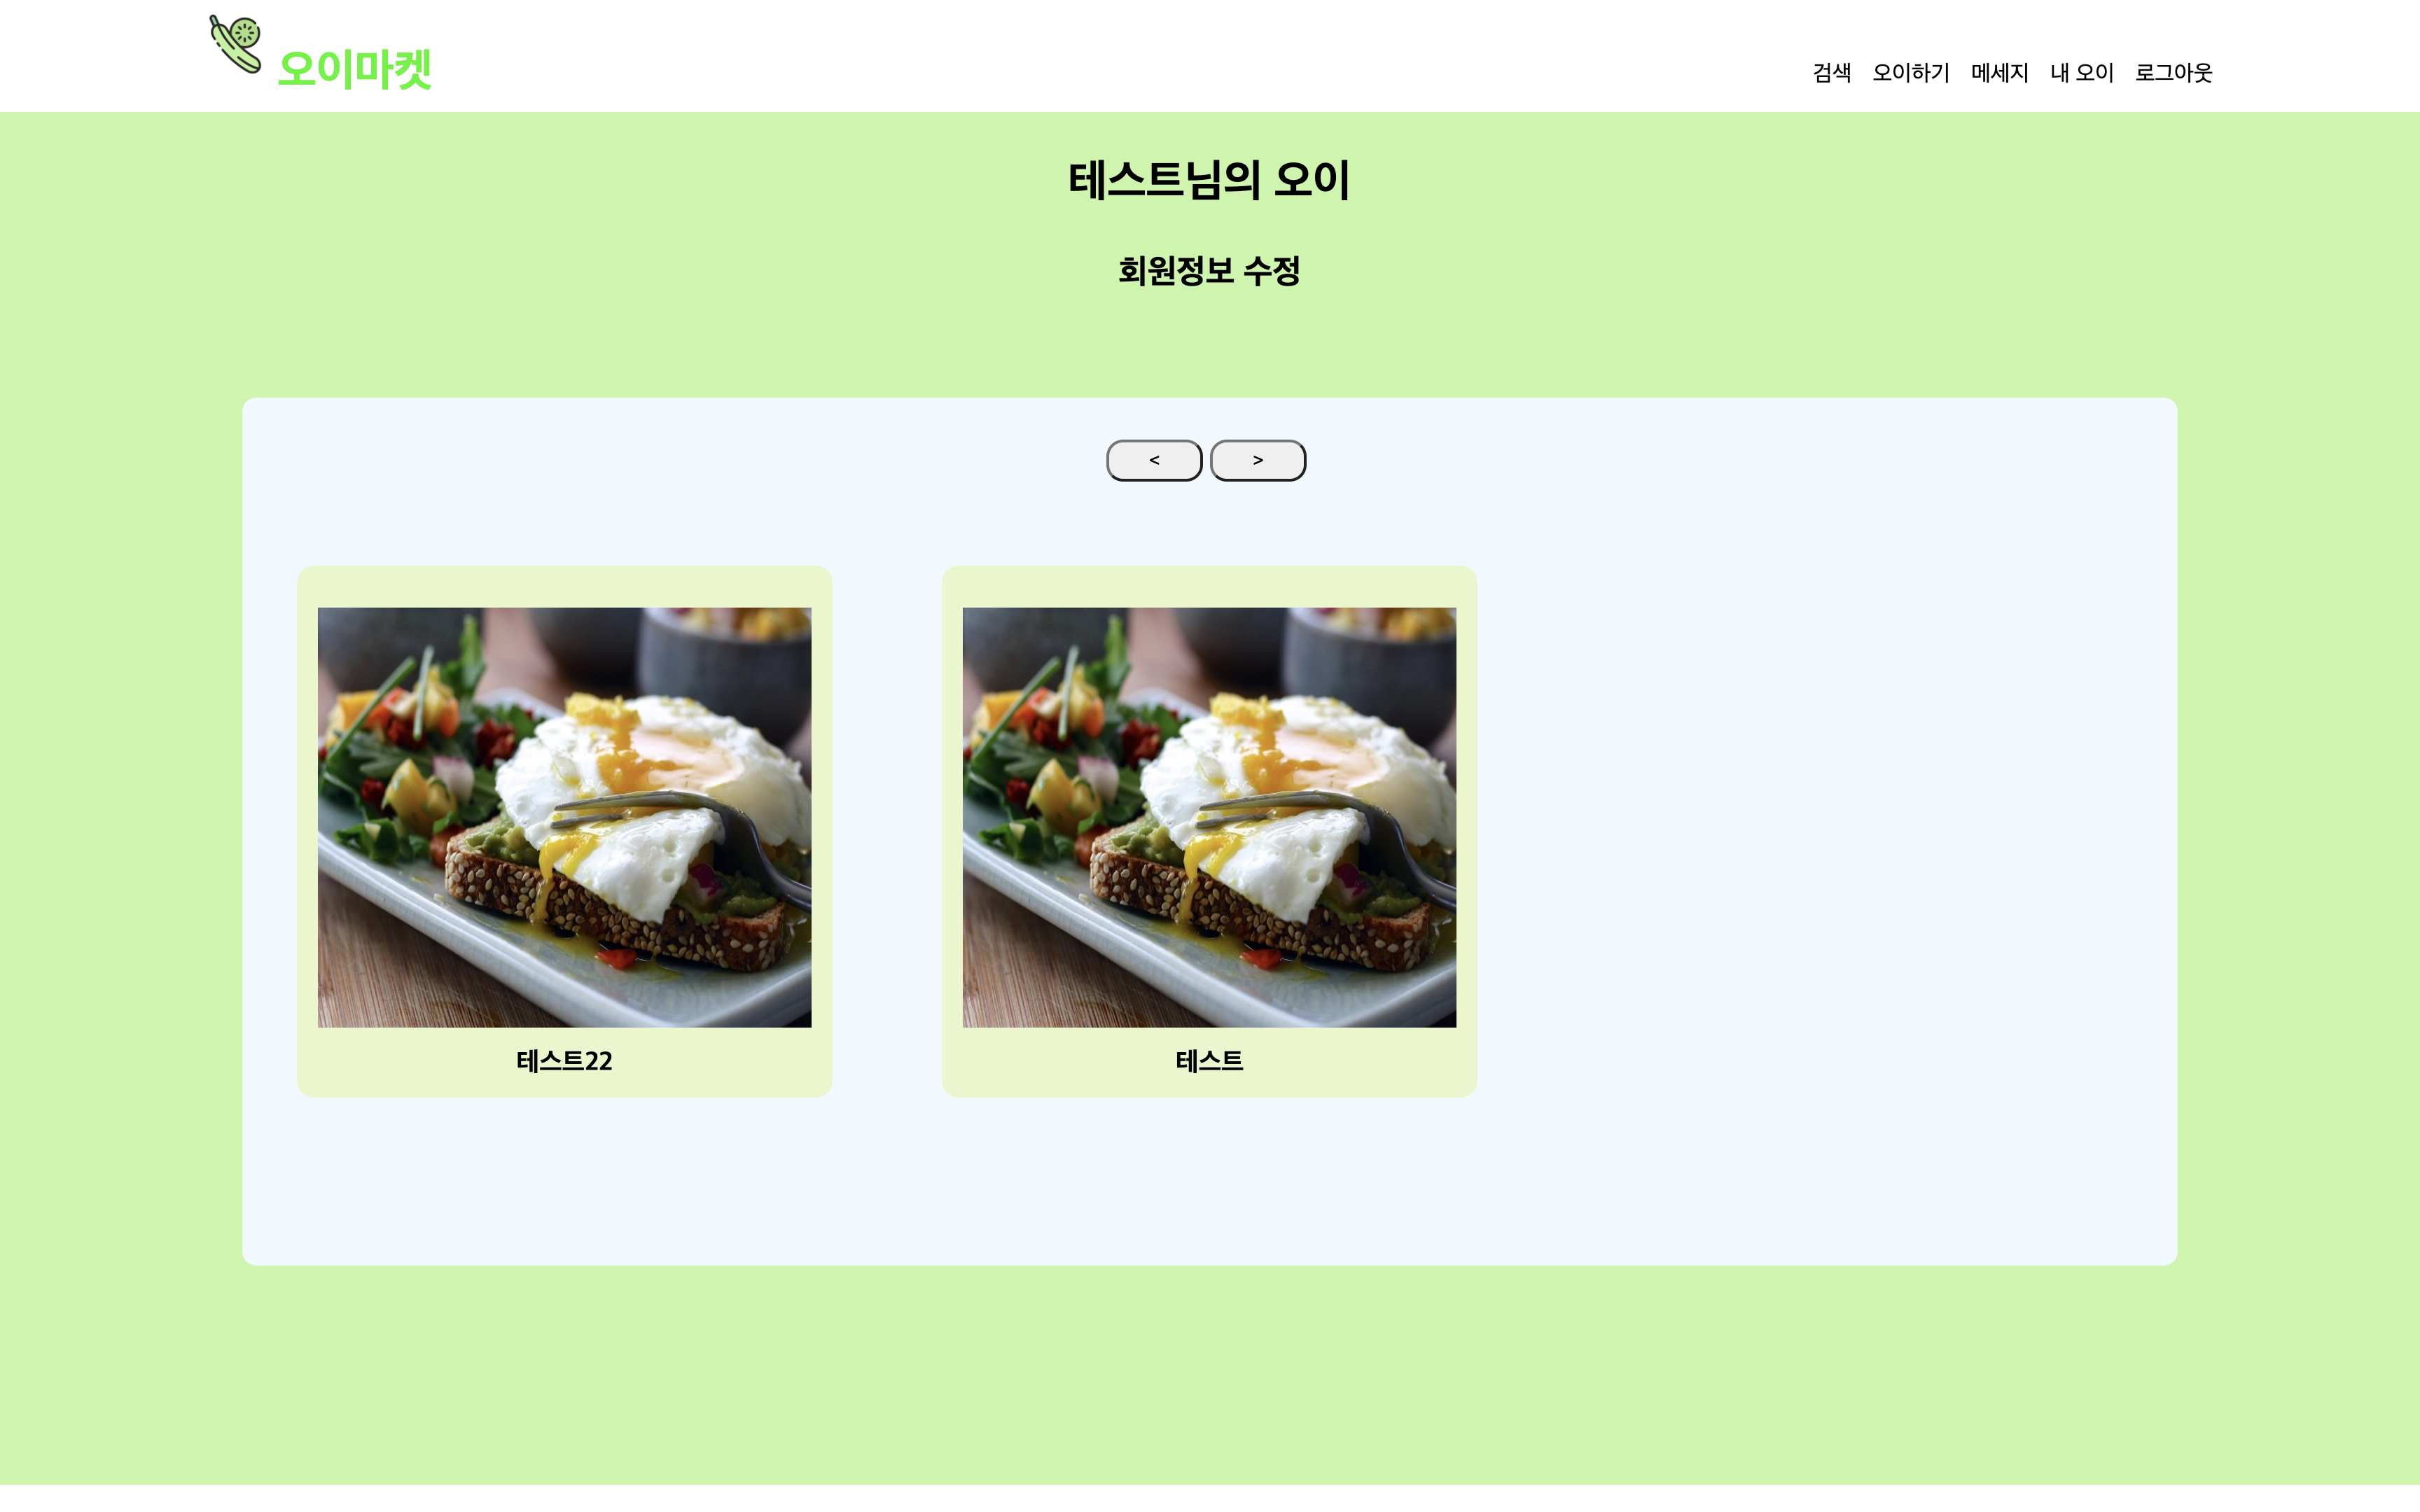 오이마켓
검색 오이하기 메세지 내 오이 로그아웃
테스트님의 오이
회원정보 수정
< >
테스트22
테스트